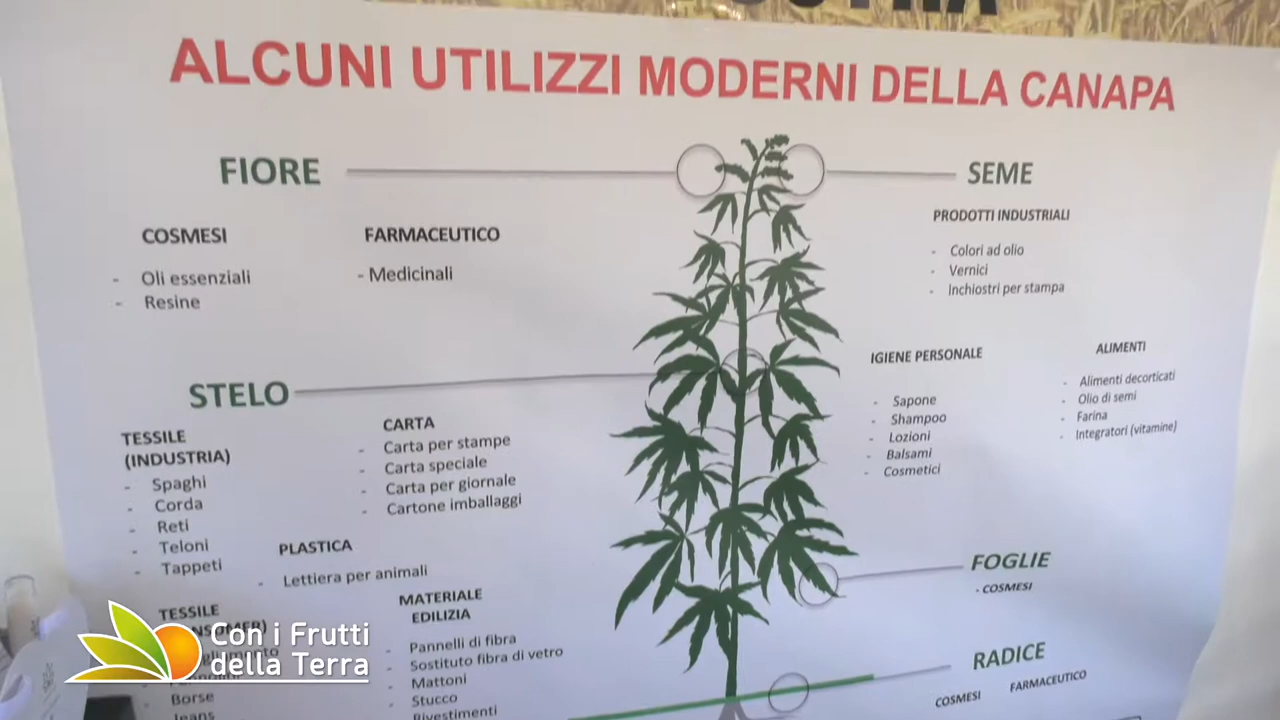 ALCUNI UTILIZZI MODERNI DELLA CANAPA
FIORE
COSMESI
- Oli essenziali
- Resine
FARMACEUTICO
- Medicinali
SEME
PRODOTTI INDUSTRIALI
- Colori ad olio
- Vernici
- Inchiostri per stampa
IGIENE PERSONALE
- Sapone
- Shampoo
- Lozioni
- Balsami
- Cosmetici
ALIMENTI
- Alimenti decorticati
- Olio di semi
- Farina
- Integratori (vitamine)
STELO
TESSILE
(INDUSTRIA)
- Spaghi
- Corda
- Reti
- Teloni
- Tappeti
CARTA
- Carta per stampe
- Carta speciale
- Carta per giornale
- Cartone imballaggi
PLASTICA
- Lettiera per animali
TESSILE
Borse
Jeans
MATERIALE
EDILIZIA
- Pannelli di fibra
- Sostituto fibra di vetro
- Mattoni
- Stucco
- Rivestimenti
FOGLIE
- COSMESI
RADICE
COSMESI
FARMACEUTICO
Con i Frutti
della Terra